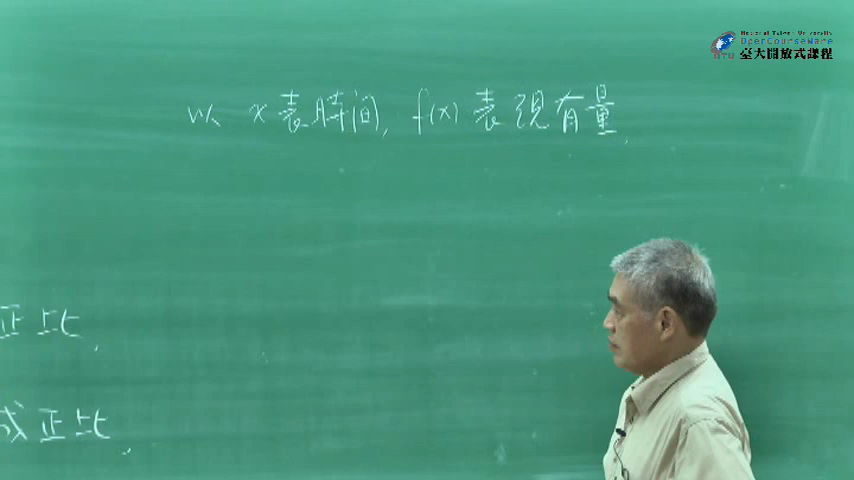 National Taiwan University
OpenCourseWare
NTU 臺大開放式課程
以 x 表時間, f(x) 表現有量.
正比.
成正比.